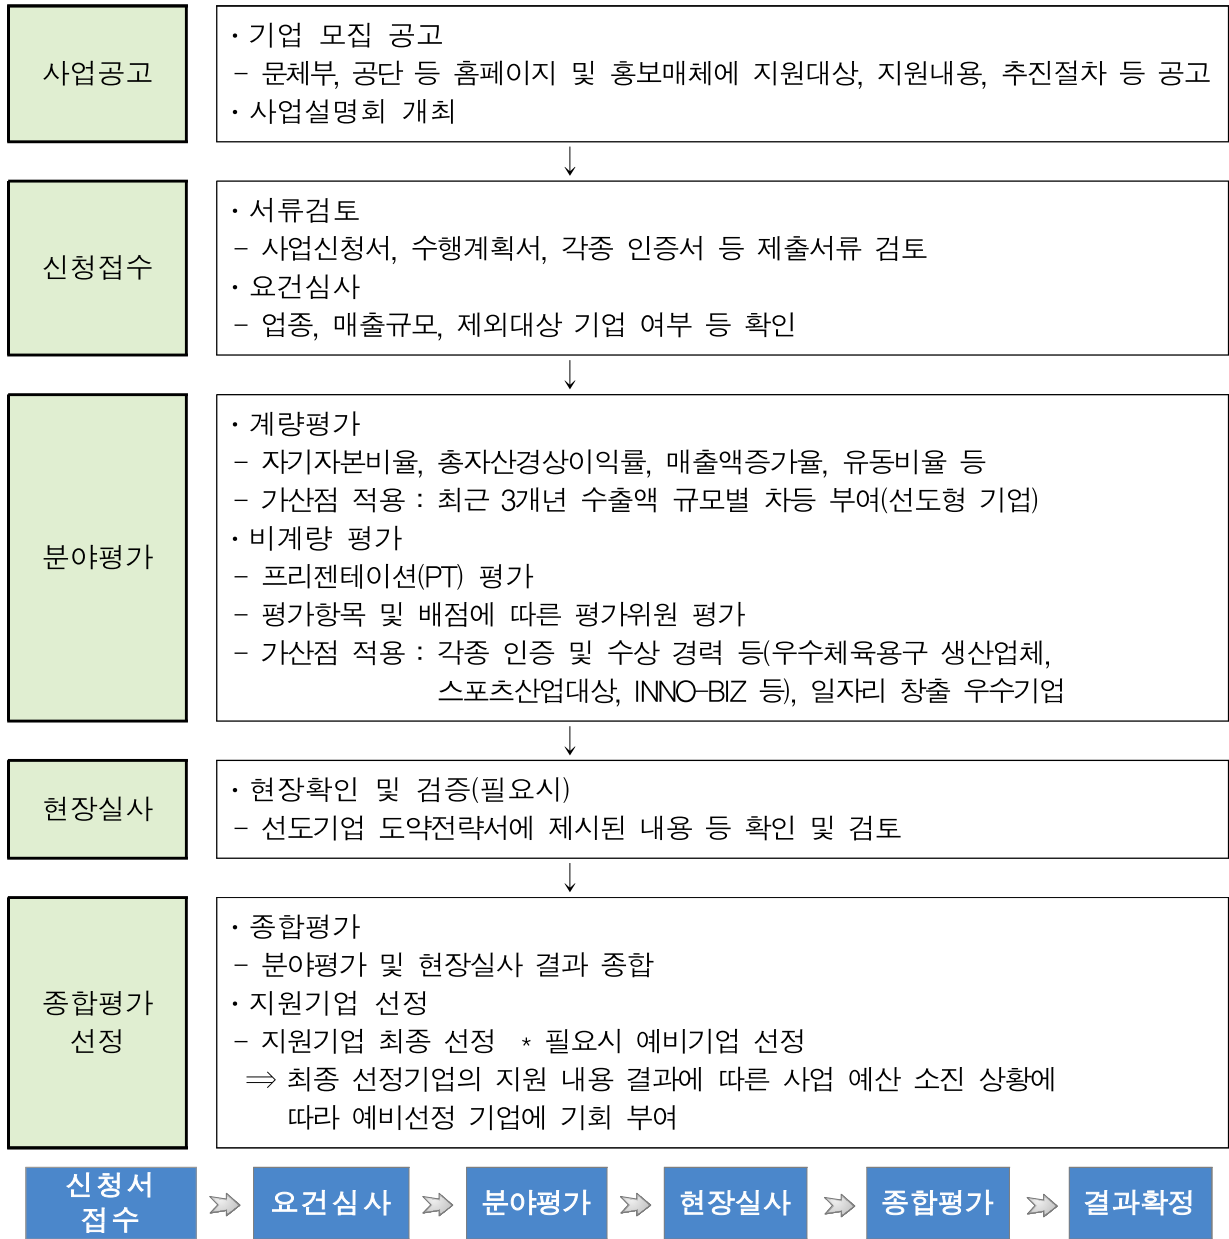 사업공고
· 기업 모집 공고
- 문체부, 공단 등 홈페이지 및 홍보매체에 지원대상, 지원내용, 추진절차 등 공고
· 사업설명회 개최
↓
신청접수
· 서류검토
- 사업신청서, 수행계획서, 각종 인증서 등 제출서류 검토
· 요건심사
- 업종, 매출규모, 제외대상 기업 여부 등 확인
↓
분야평가
· 계량평가
- 자기자본비율, 총자산경상이익률, 매출액증가율, 유동비율 등
- 가산점 적용 : 최근 3개년 수출액 규모별 차등 부여(선도형 기업)
· 비계량 평가
- 프리젠테이션(PT) 평가
- 평가항목 및 배점에 따른 평가위원 평가
- 가산점 적용 : 각종 인증 및 수상 경력 등(우수체육용구 생산업체,
스포츠산업대상, INNO-BIZ 등), 일자리 창출 우수기업
↓
현장실사
· 현장확인 및 검증(필요시)
- 선도기업 도약전략서에 제시된 내용 등 확인 및 검토
↓
종합평가
선정
· 종합평가
- 분야평가 및 현장실사 결과 종합
· 지원기업 선정
- 지원기업 최종 선정 * 필요시 예비기업 선정
⇒ 최종 선정기업의 지원 내용 결과에 따른 사업 예산 소진 상황에
따라 예비선정 기업에 기회 부여
신청서
접수
요건심사
분야평가
현장실사
종합평가
결과확정